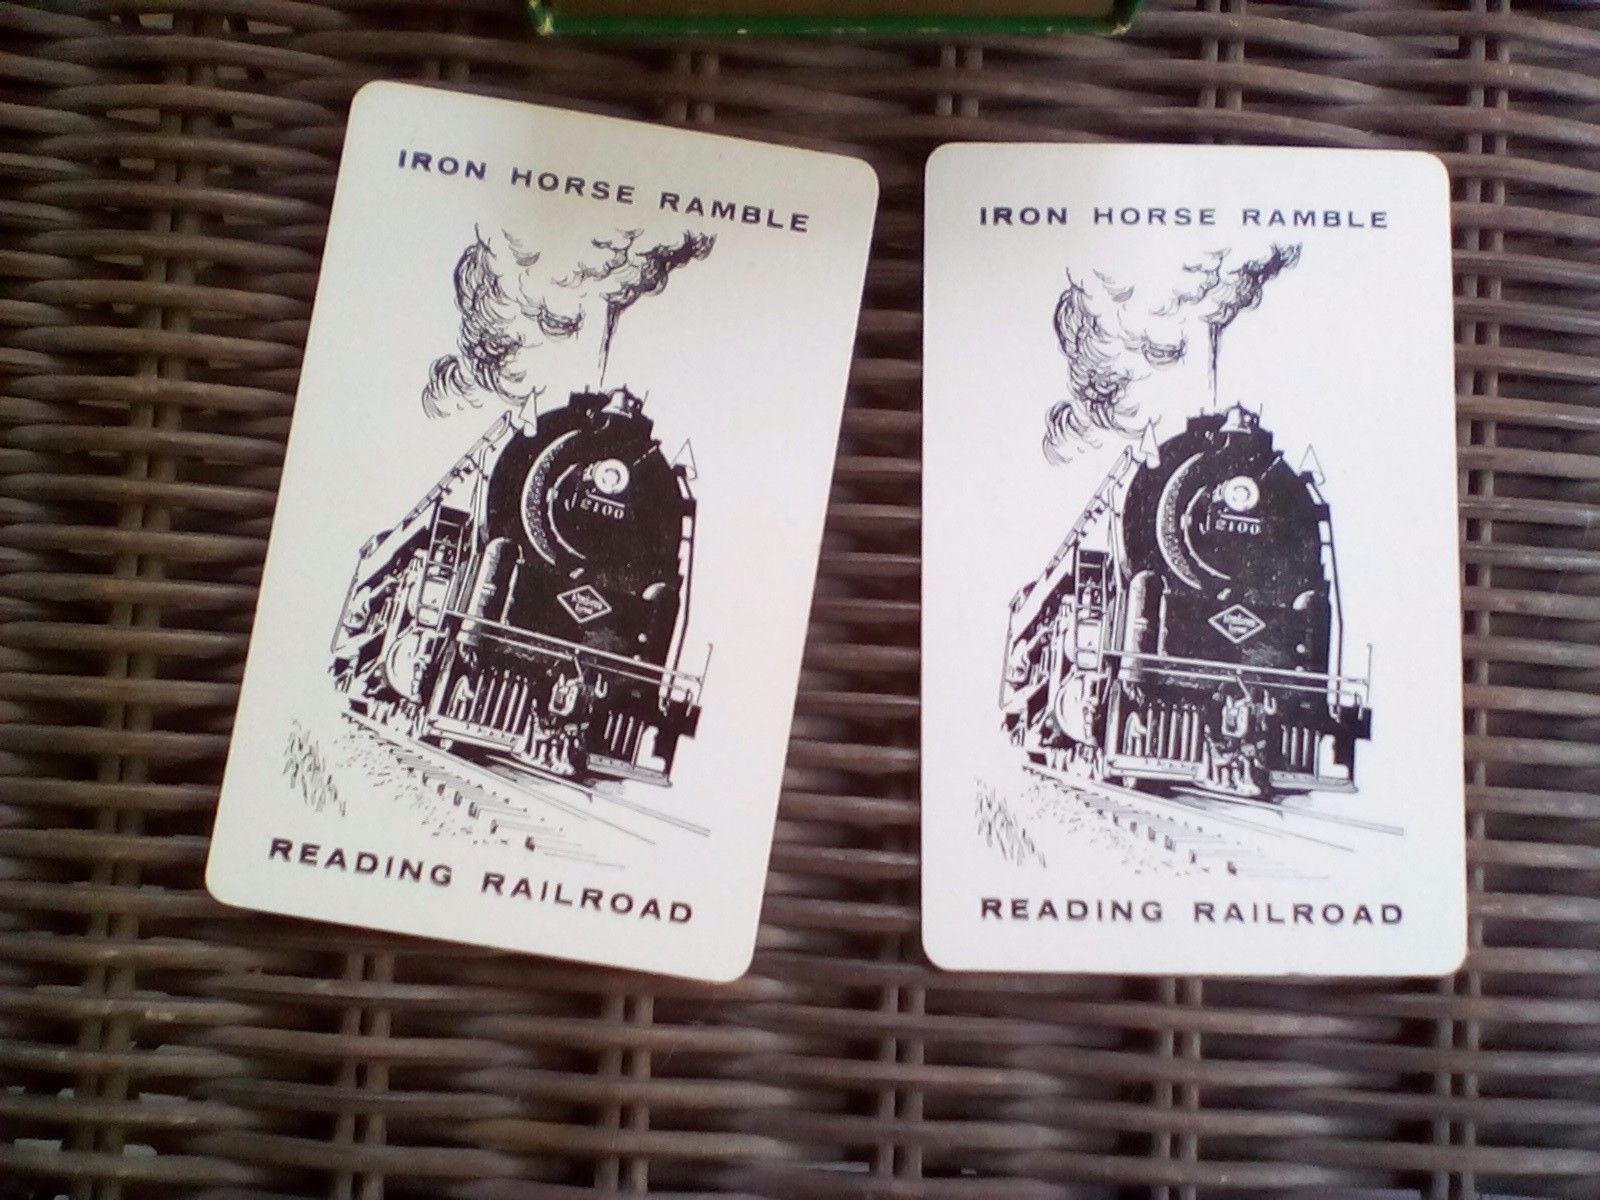 IRON HORSE RAMBLE
2100
READING RAILROAD
IRON HORSE RAMBLE
2100
READING RAILROAD